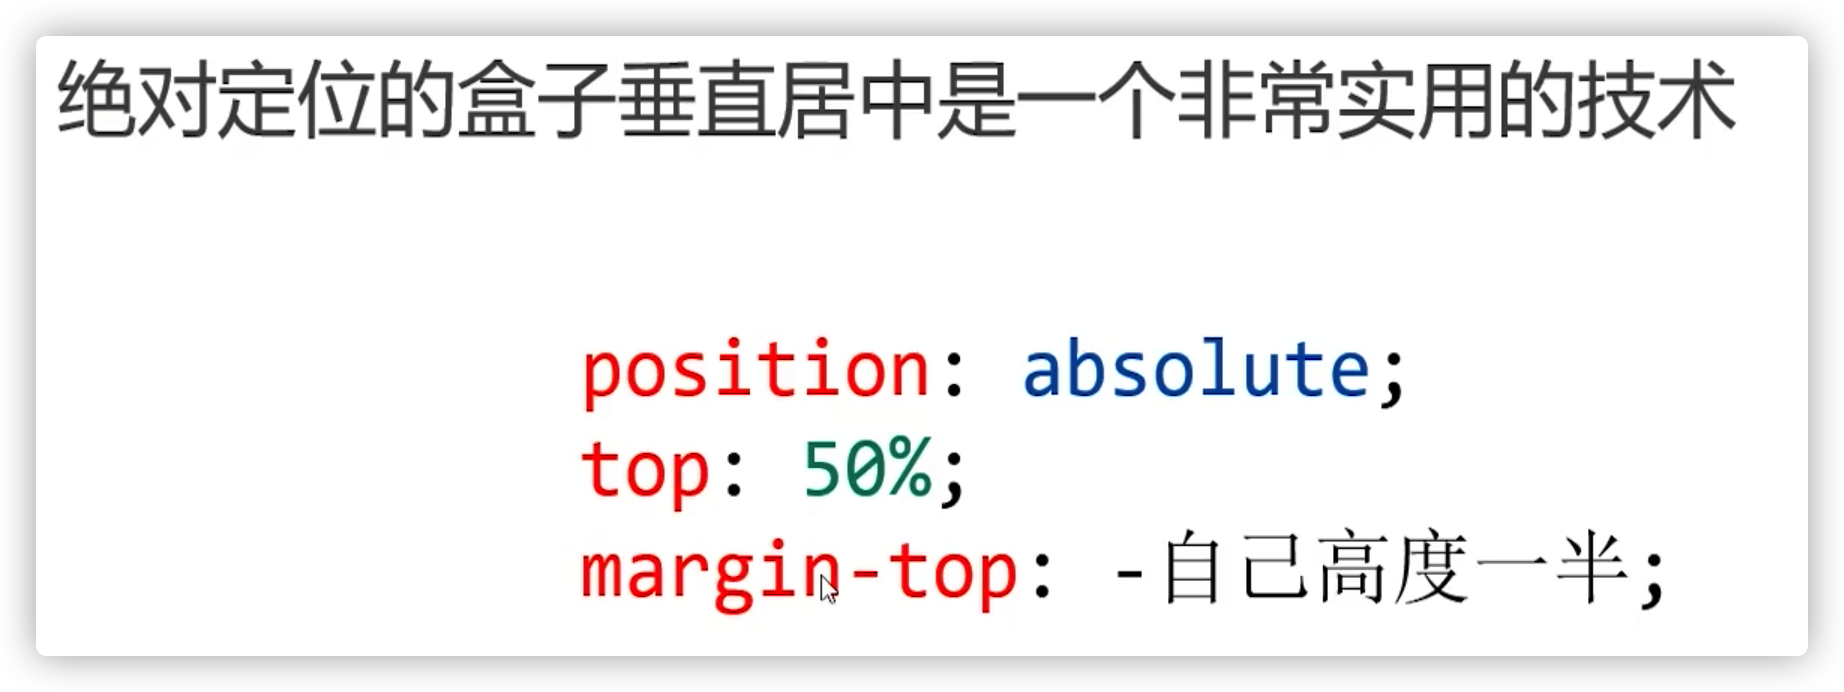 绝对定位的盒子垂直居中是一个非常实用的技术
position: absolute;
top: 50%;
margin-top: -自己高度一半;